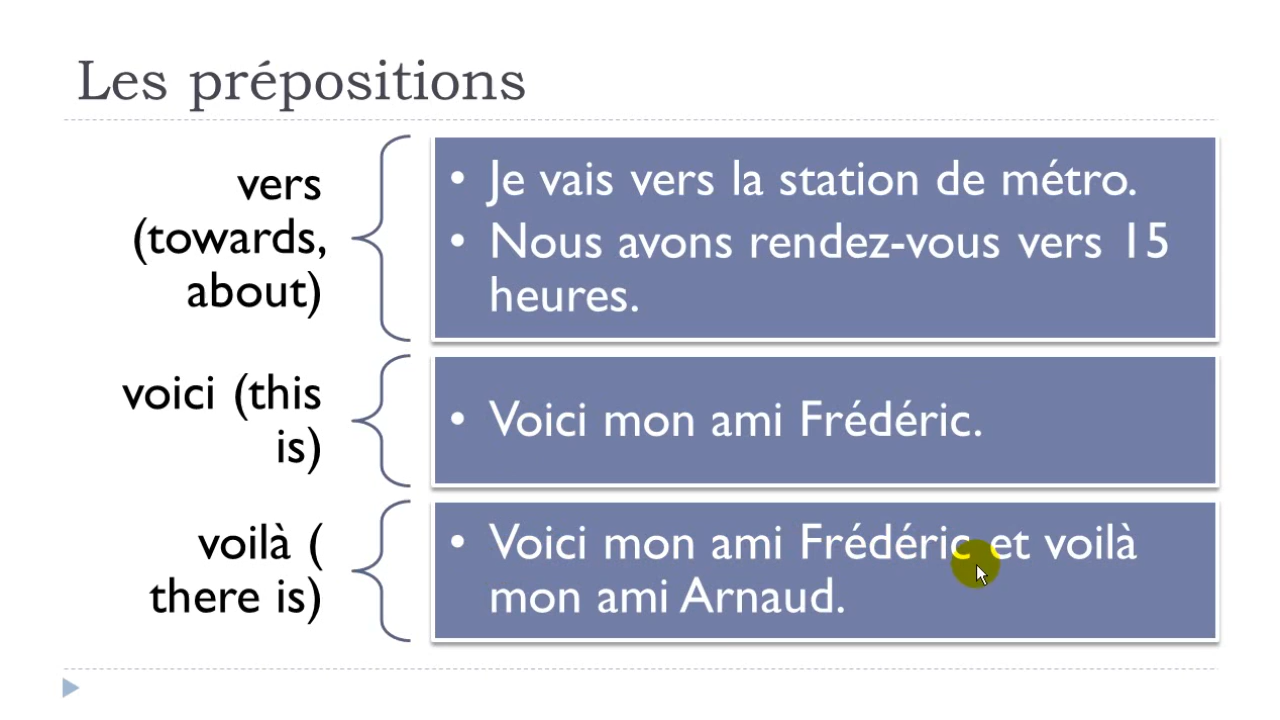 Les prépositions
vers
(towards,
about)
• Je vais vers la station de métro.
• Nous avons rendez-vous vers 15
heures.
voici (this
is)
• Voici mon ami Frédéric.
voilà (
there is)
• Voici mon ami Frédéric et voilà
mon ami Arnaud.